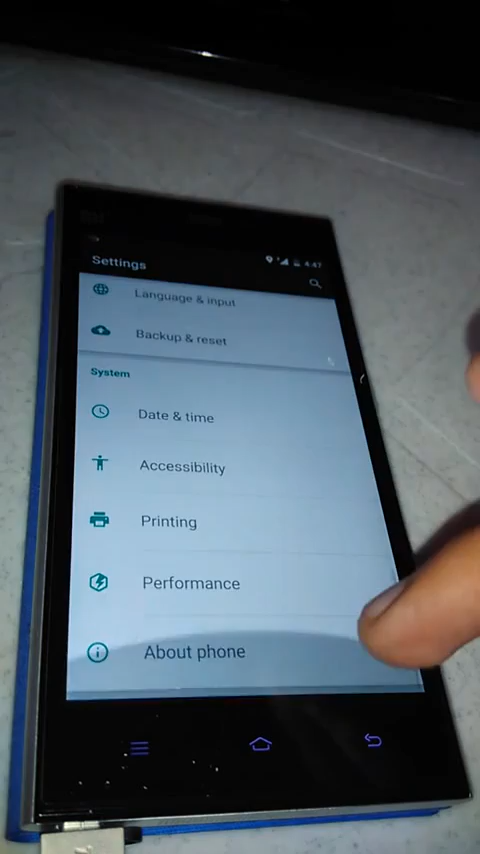 Settings
4:47
Language & input
Backup & reset
System
Date & time
Accessibility
Printing
Performance
About phone